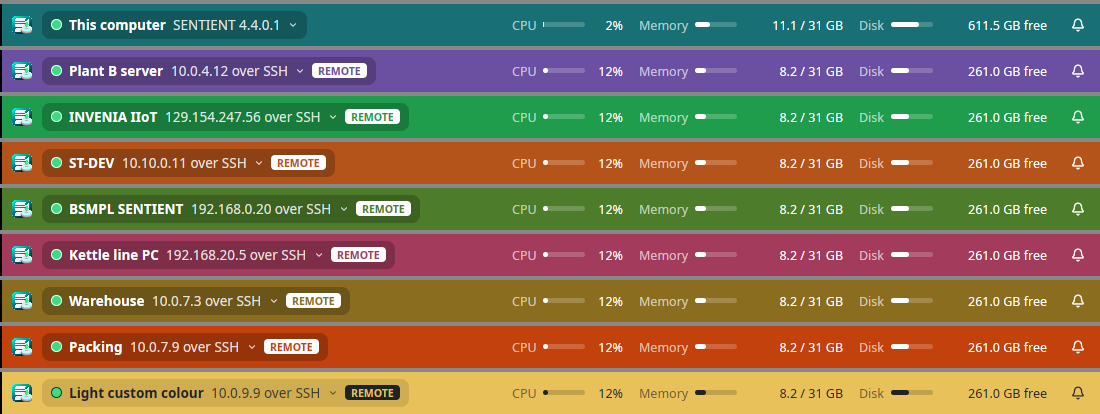 This computer SENTIENT 4.4.0.1 CPU 2% Memory 11.1 / 31 GB Disk 611.5 GB free
Plant B server 10.0.4.12 over SSH REMOTE CPU 12% Memory 8.2 / 31 GB Disk 261.0 GB free
INVENIA IIoT 129.154.247.56 over SSH REMOTE CPU 12% Memory 8.2 / 31 GB Disk 261.0 GB free
ST-DEV 10.10.0.11 over SSH REMOTE CPU 12% Memory 8.2 / 31 GB Disk 261.0 GB free
BSMPL SENTIENT 192.168.0.20 over SSH REMOTE CPU 12% Memory 8.2 / 31 GB Disk 261.0 GB free
Kettle line PC 192.168.20.5 over SSH REMOTE CPU 12% Memory 8.2 / 31 GB Disk 261.0 GB free
Warehouse 10.0.7.3 over SSH REMOTE CPU 12% Memory 8.2 / 31 GB Disk 261.0 GB free
Packing 10.0.7.9 over SSH REMOTE CPU 12% Memory 8.2 / 31 GB Disk 261.0 GB free
Light custom colour 10.0.9.9 over SSH REMOTE CPU 12% Memory 8.2 / 31 GB Disk 261.0 GB free